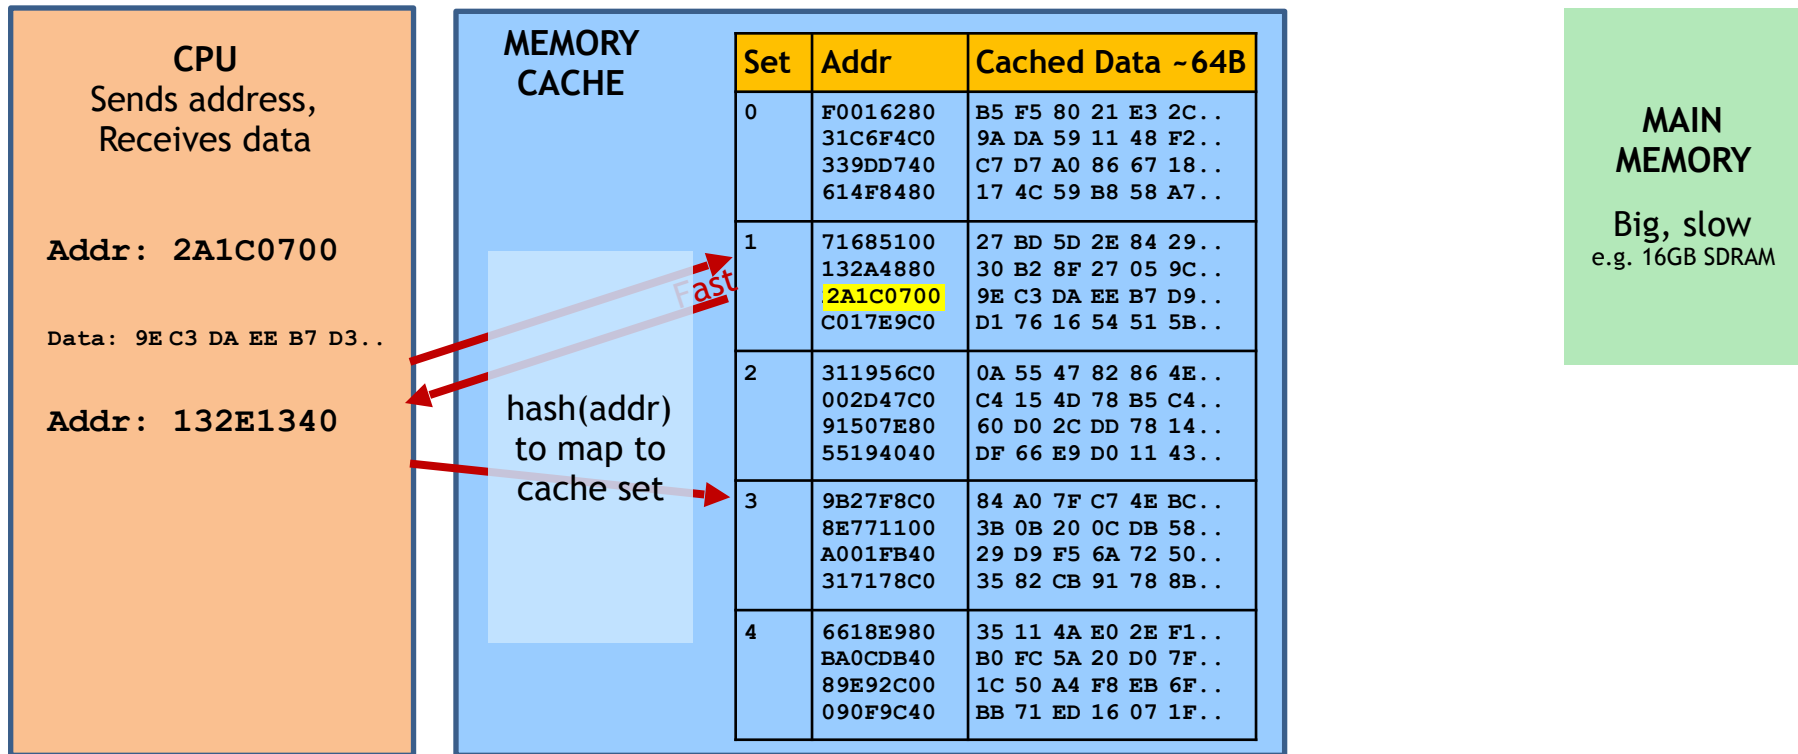 CPU
Sends address,
Receives data
Addr: 2A1C0700
Data: 9E C3 DA EE B7 D3..
Addr: 132E1340
MEMORY
CACHE
hash(addr)
to map to
cache set
Fast
Set Addr Cached Data ~64B
0 F0016280 B5 F5 80 21 E3 2C..
31C6F4C0 9A DA 59 11 48 F2..
339DD740 C7 D7 A0 86 67 18..
614F8480 17 4C 59 B8 58 A7..
1 71685100 27 BD 5D 2E 84 29..
132A4880 30 B2 8F 27 05 9C..
2A1C0700 9E C3 DA EE B7 D9..
C017E9C0 D1 76 16 54 51 5B..
2 311956C0 0A 55 47 82 86 4E..
002D47C0 C4 15 4D 78 B5 C4..
91507E80 60 D0 2C DD 78 14..
55194040 DF 66 E9 D0 11 43..
3 9B27F8C0 84 A0 7F C7 4E BC..
8E771100 3B 0B 20 0C DB 58..
A001FB40 29 D9 F5 6A 72 50..
317178C0 35 82 CB 91 78 8B..
4 6618E980 35 11 4A E0 2E F1..
BA0CDB40 B0 FC 5A 20 D0 7F..
89E92C00 1C 50 A4 F8 EB 6F..
090F9C40 BB 71 ED 16 07 1F..
MAIN
MEMORY
Big, slow
e.g. 16GB SDRAM